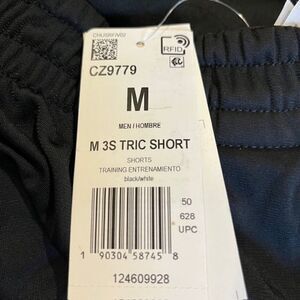 RFID
CZ9779
M
MEN / HOMBRE
M 3S TRIC SHORT
SHORTS
TRAINING ENTRENAMIENTO
black/white
50
628
UPC
1 90304 58745 8
124609928